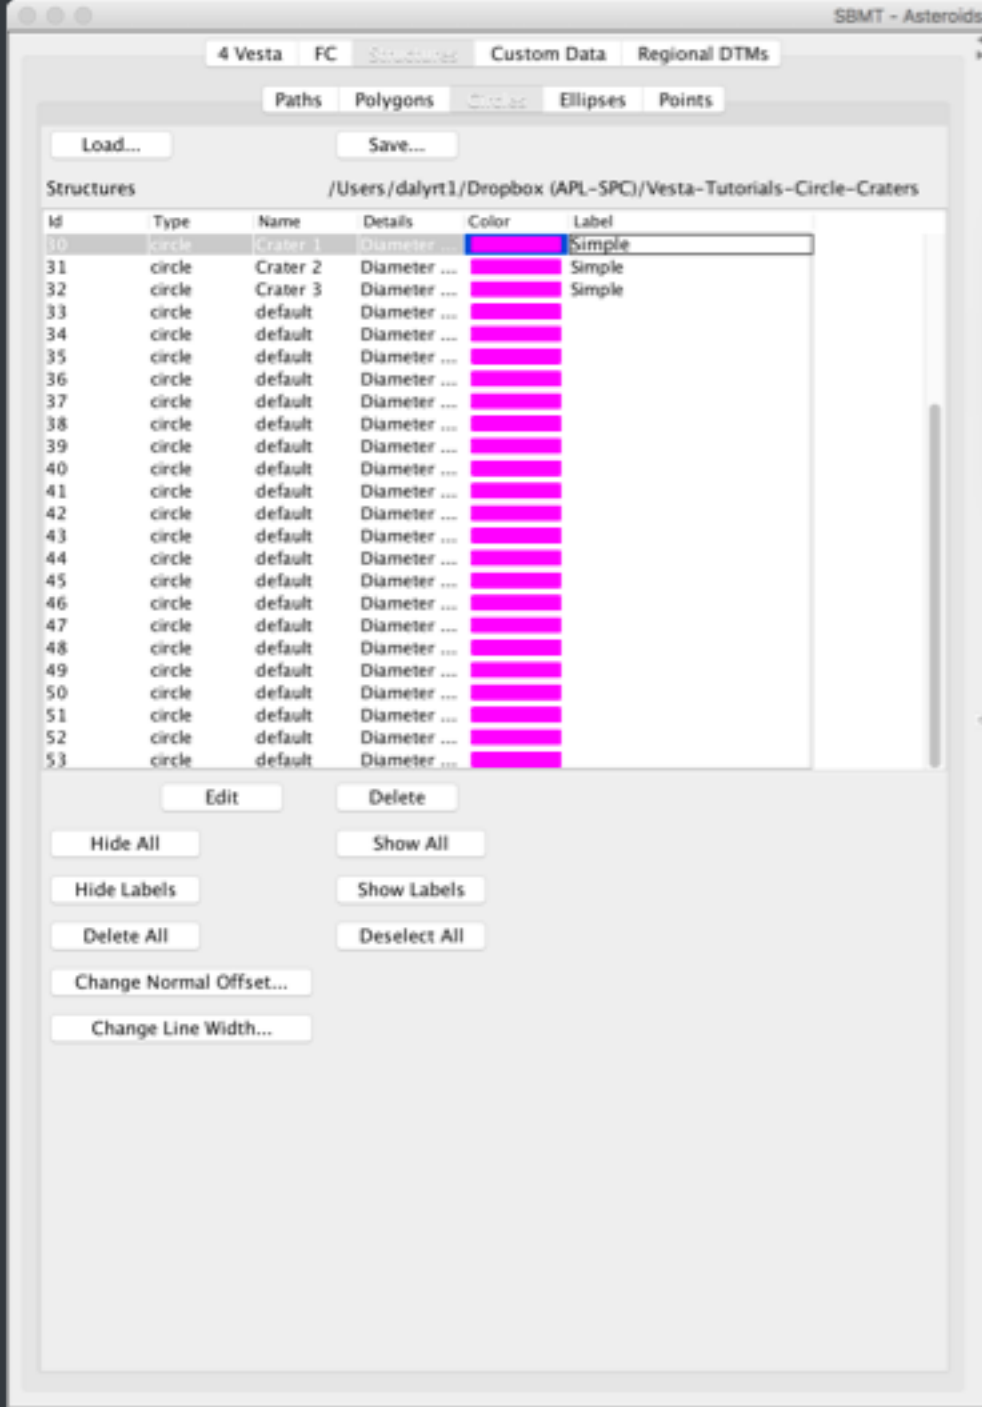 SBMT - Asteroids
4 Vesta FC Structures Custom Data Regional DTMs
Paths Polygons Circles Ellipses Points
Load... Save...
Structures /Users/dalyrt1/Dropbox (APL-SPC)/Vesta-Tutorials-Circle-Craters
Id Type Name Details Color Label
30 circle Crater 1 Diameter ... Simple
31 circle Crater 2 Diameter ... Simple
32 circle Crater 3 Diameter ... Simple
33 circle default Diameter ...
34 circle default Diameter ...
35 circle default Diameter ...
36 circle default Diameter ...
37 circle default Diameter ...
38 circle default Diameter ...
39 circle default Diameter ...
40 circle default Diameter ...
41 circle default Diameter ...
42 circle default Diameter ...
43 circle default Diameter ...
44 circle default Diameter ...
45 circle default Diameter ...
46 circle default Diameter ...
47 circle default Diameter ...
48 circle default Diameter ...
49 circle default Diameter ...
50 circle default Diameter ...
51 circle default Diameter ...
52 circle default Diameter ...
53 circle default Diameter ...
Edit Delete
Hide All Show All
Hide Labels Show Labels
Delete All Deselect All
Change Normal Offset...
Change Line Width...